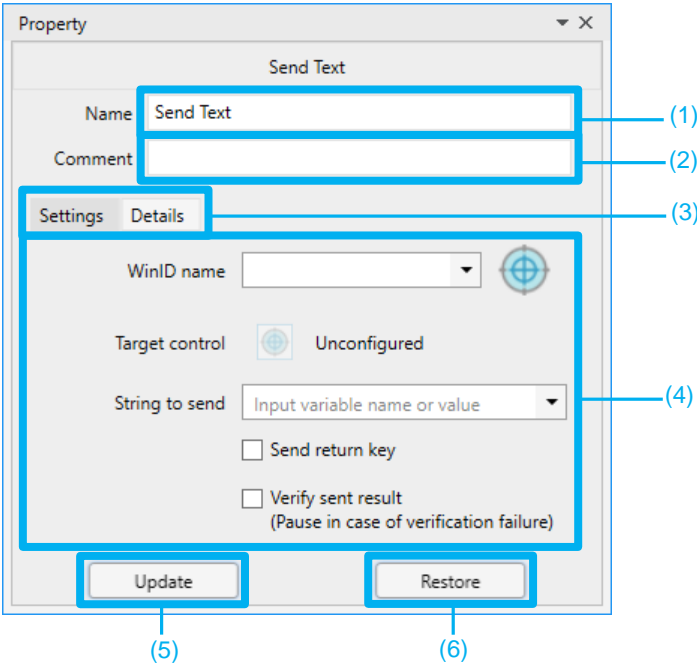 Property
Send Text
Name Send Text (1)
Comment (2)
Settings Details (3)
WinID name
Target control Unconfigured
String to send Input variable name or value (4)
Send return key
Verify sent result
(Pause in case of verification failure)
Update Restore
(5) (6)